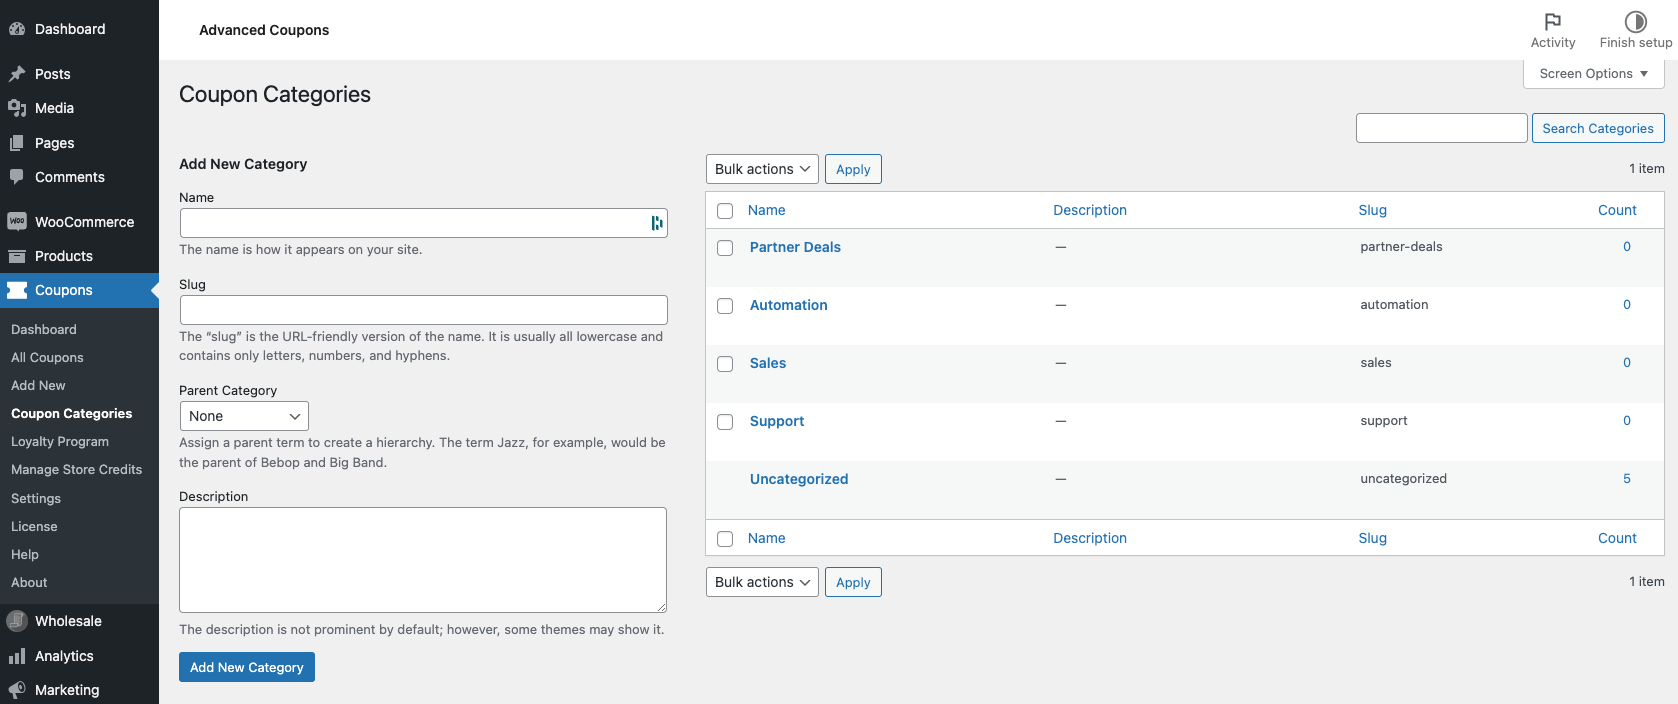 Dashboard
Posts
Media
Pages
Comments
WOO WooCommerce
Products
Coupons
Dashboard
All Coupons
Add New
Coupon Categories
Loyalty Program
Manage Store Credits
Settings
License
Help
About
Wholesale
Analytics
Marketing
Advanced Coupons
Activity
Finish setup
Screen Options
Coupon Categories
Search Categories
Add New Category
Name
The name is how it appears on your site.
Slug
The “slug” is the URL-friendly version of the name. It is usually all lowercase and
contains only letters, numbers, and hyphens.
Parent Category
None
Assign a parent term to create a hierarchy. The term Jazz, for example, would be
the parent of Bebop and Big Band.
Description
The description is not prominent by default; however, some themes may show it.
Add New Category
Bulk actions Apply 1 item
Name Description Slug Count
Partner Deals — partner-deals 0
Automation — automation 0
Sales — sales 0
Support — support 0
Uncategorized — uncategorized 5
Name Description Slug Count
Bulk actions Apply 1 item